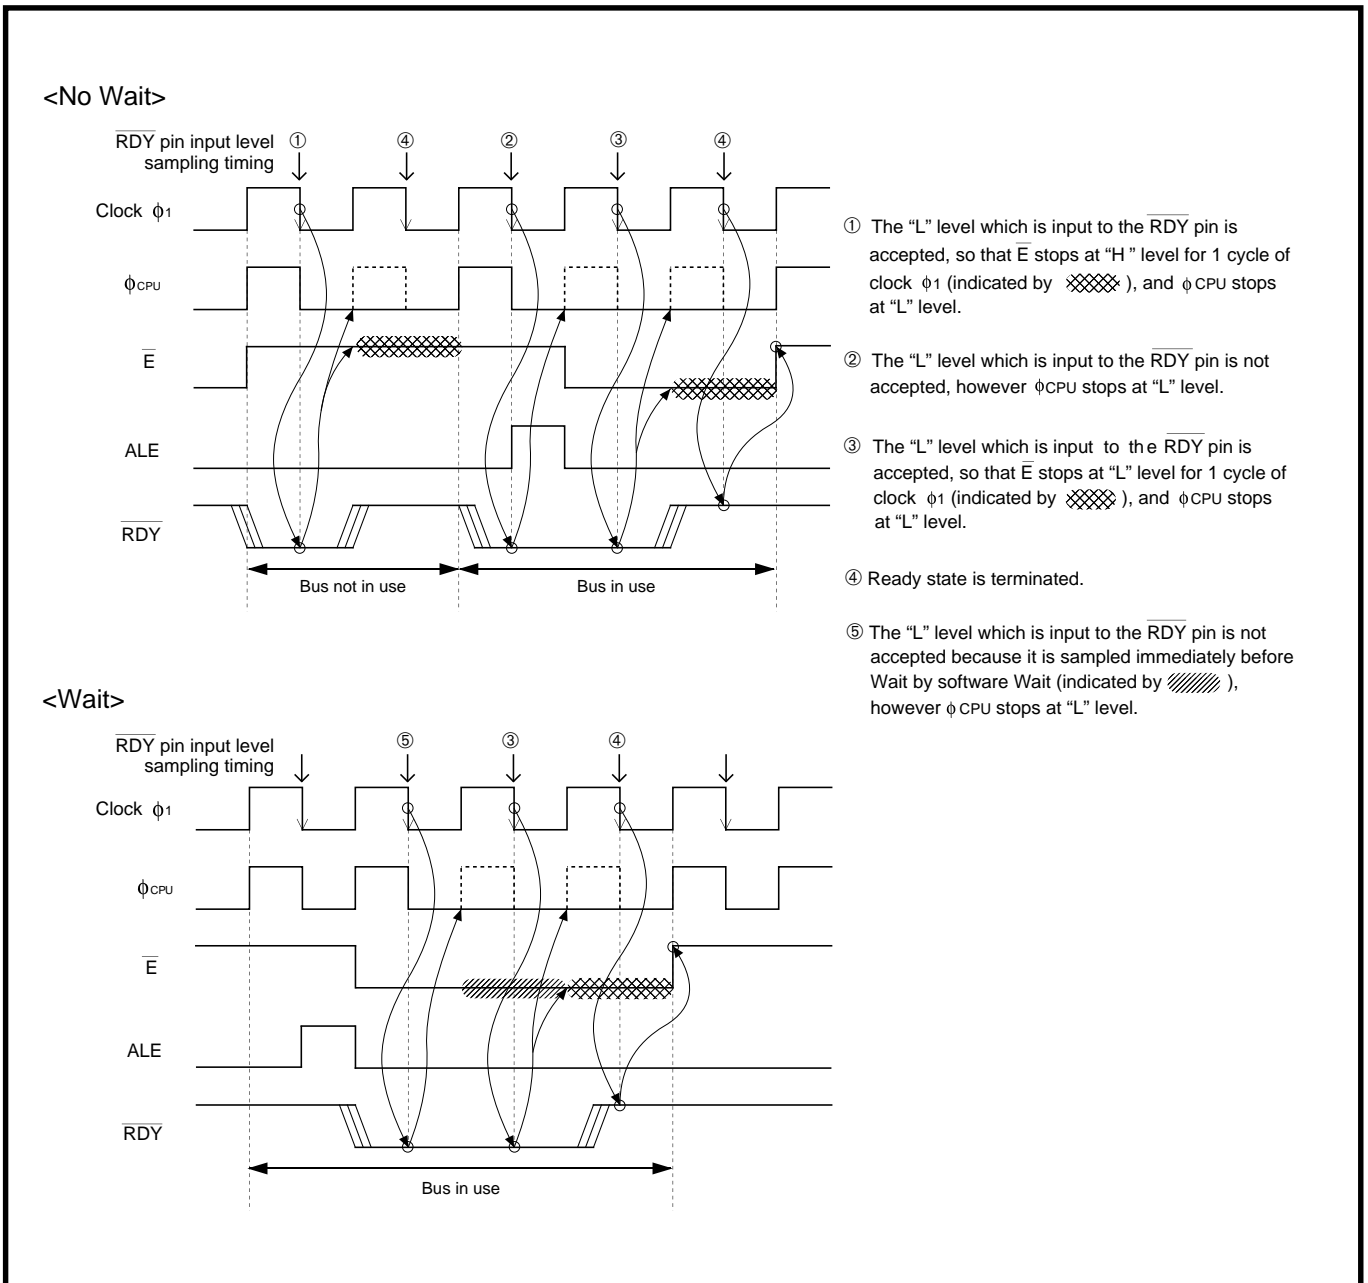 <No Wait>
RDY pin input level
sampling timing
① ④ ② ③ ④
Clock ϕ1
ϕCPU
E
ALE
RDY
Bus not in use
Bus in use
① The “L” level which is input to the RDY pin is
accepted, so that E stops at “H ” level for 1 cycle of
clock ϕ1 (indicated by ), and ϕ CPU stops
at “L” level.
② The “L” level which is input to the RDY pin is not
accepted, however ϕCPU stops at “L” level.
③ The “L” level which is input to the RDY pin is
accepted, so that E stops at “L” level for 1 cycle of
clock ϕ1 (indicated by ), and ϕCPU stops
at “L” level.
④ Ready state is terminated.
⑤ The “L” level which is input to the RDY pin is not
accepted because it is sampled immediately before
Wait by software Wait (indicated by ),
however ϕ CPU stops at “L” level.
<Wait>
RDY pin input level
sampling timing
⑤ ③ ④
Clock ϕ1
ϕCPU
E
ALE
RDY
Bus in use